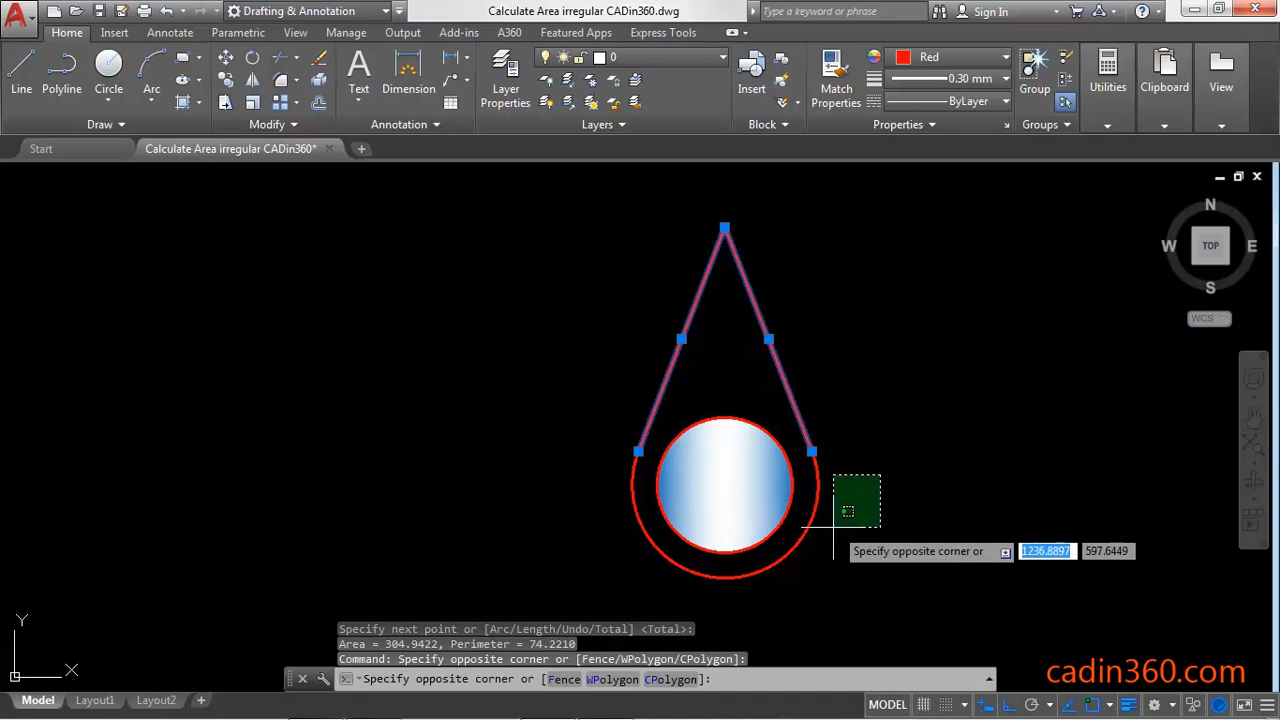 Drafting & Annotation
Calculate Area irregular CADin360.dwg
Type a keyword or phrase
Sign In
Home Insert Annotate Parametric View Manage Output Add-ins A360 Featured Apps Express Tools
Line
Polyline
Circle
Arc
Draw
Modify
Text
Dimension
Annotation
Layer
Properties
0
Layers
Insert
Block
Match
Properties
Red
0.30 mm
ByLayer
Properties
Group
Groups
Utilities
Clipboard
View
Start
Calculate Area irregular CADin360*
N
W
TOP
E
S
WCS
Specify opposite corner or
1236.8897
597.6449
Y
X
Specify next point or [Arc/Length/Undo/Total] <Total>:
Area = 304.9422, Perimeter = 74.2210
Command: Specify opposite corner or [Fence/WPolygon/CPolygon]:
Specify opposite corner or [Fence WPolygon CPolygon]:
cadin360.com
Model
Layout1
Layout2
MODEL